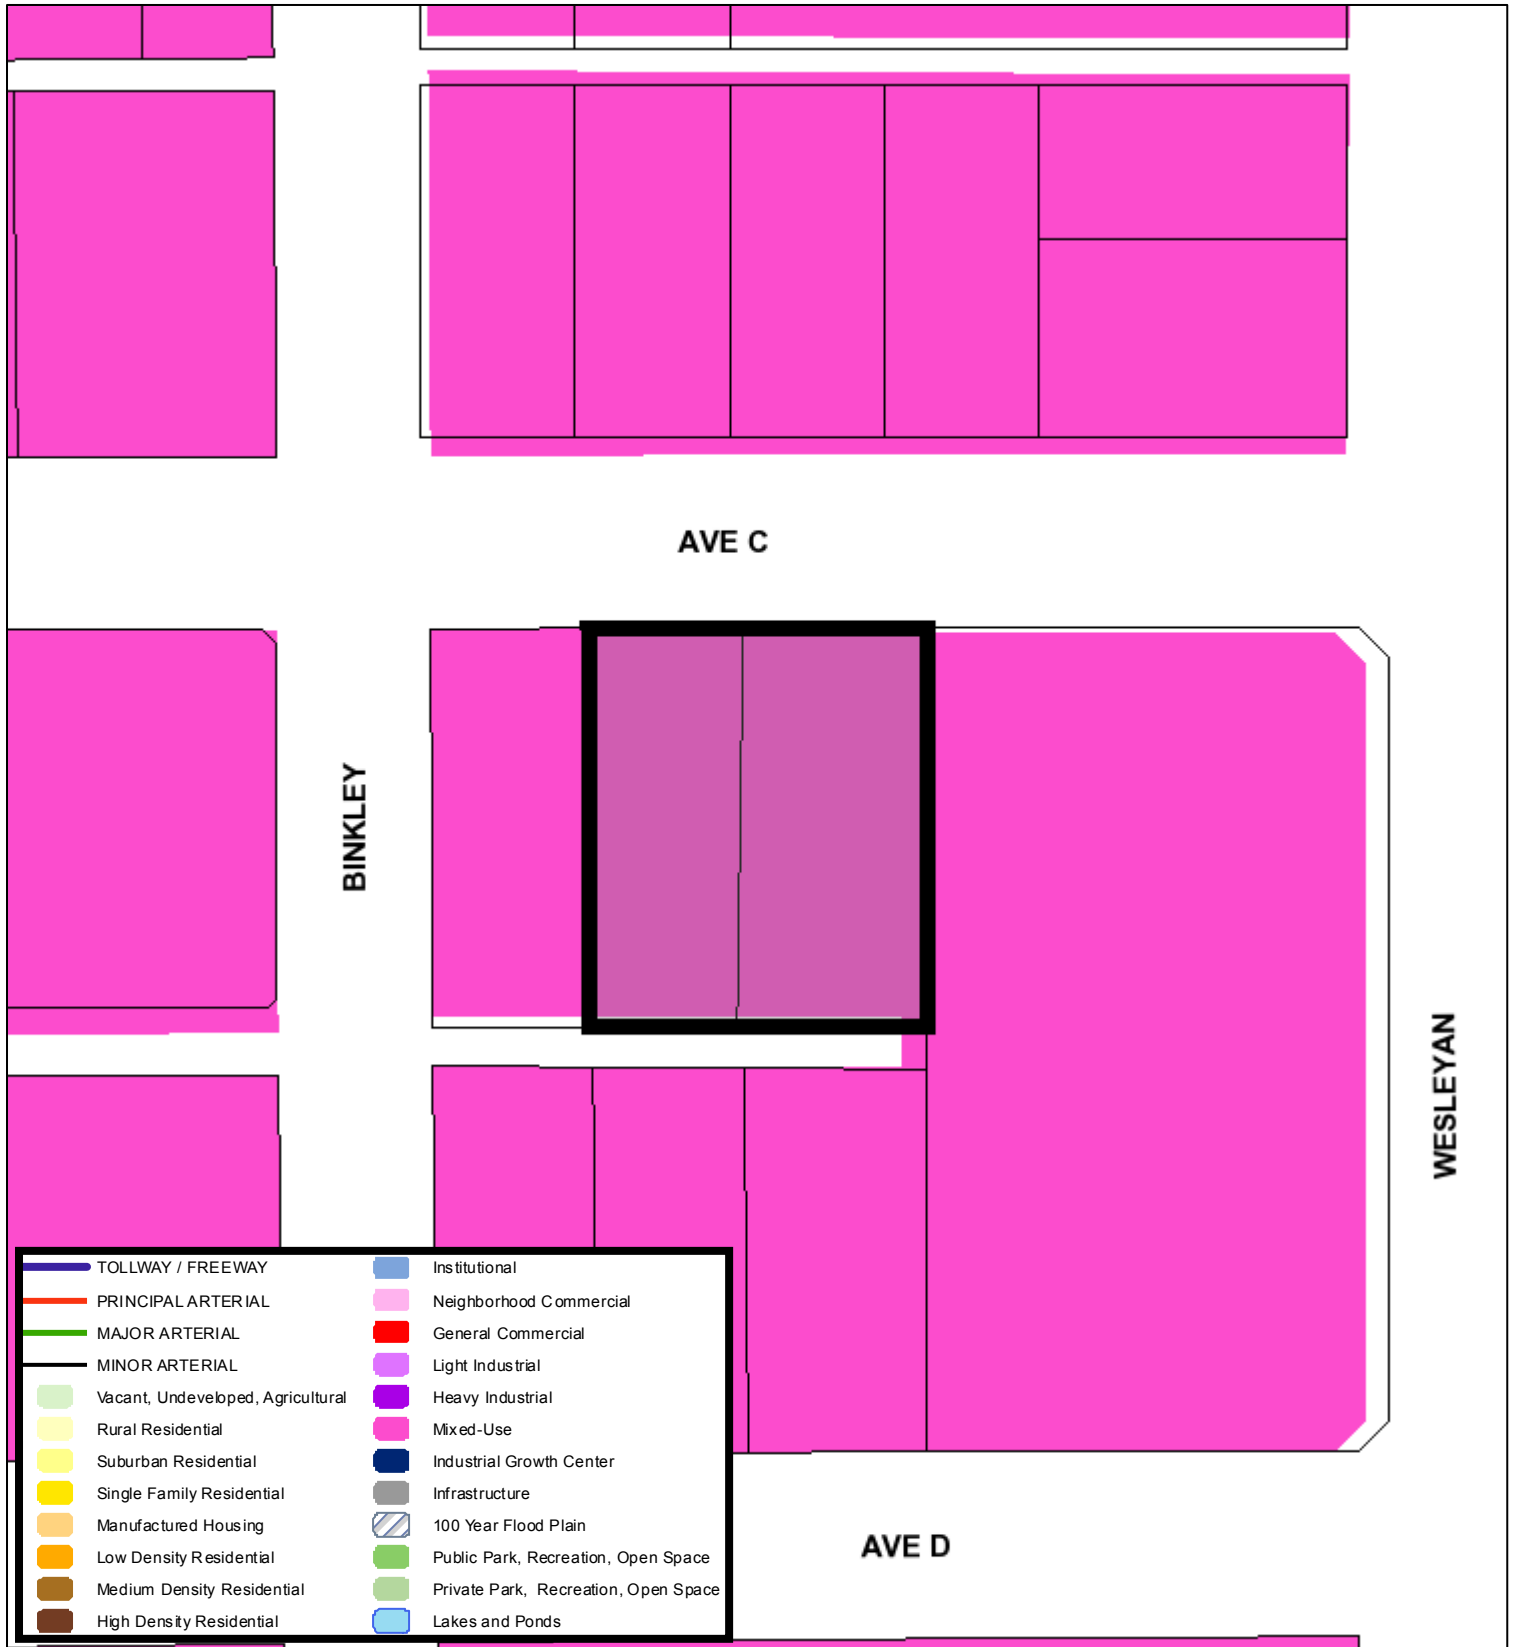 AVE C
BINKLEY
WESLEYAN
TOLLWAY / FREEWAY
PRINCIPAL ARTERIAL
MAJOR ARTERIAL
MINOR ARTERIAL
Vacant, Undeveloped, Agricultural
Rural Residential
Suburban Residential
Single Family Residential
Manufactured Housing
Low Density Residential
Medium Density Residential
High Density Residential
Institutional
Neighborhood Commercial
General Commercial
Light Industrial
Heavy Industrial
Mixed-Use
Industrial Growth Center
Infrastructure
100 Year Flood Plain
Public Park, Recreation, Open Space
Private Park, Recreation, Open Space
Lakes and Ponds
AVE D